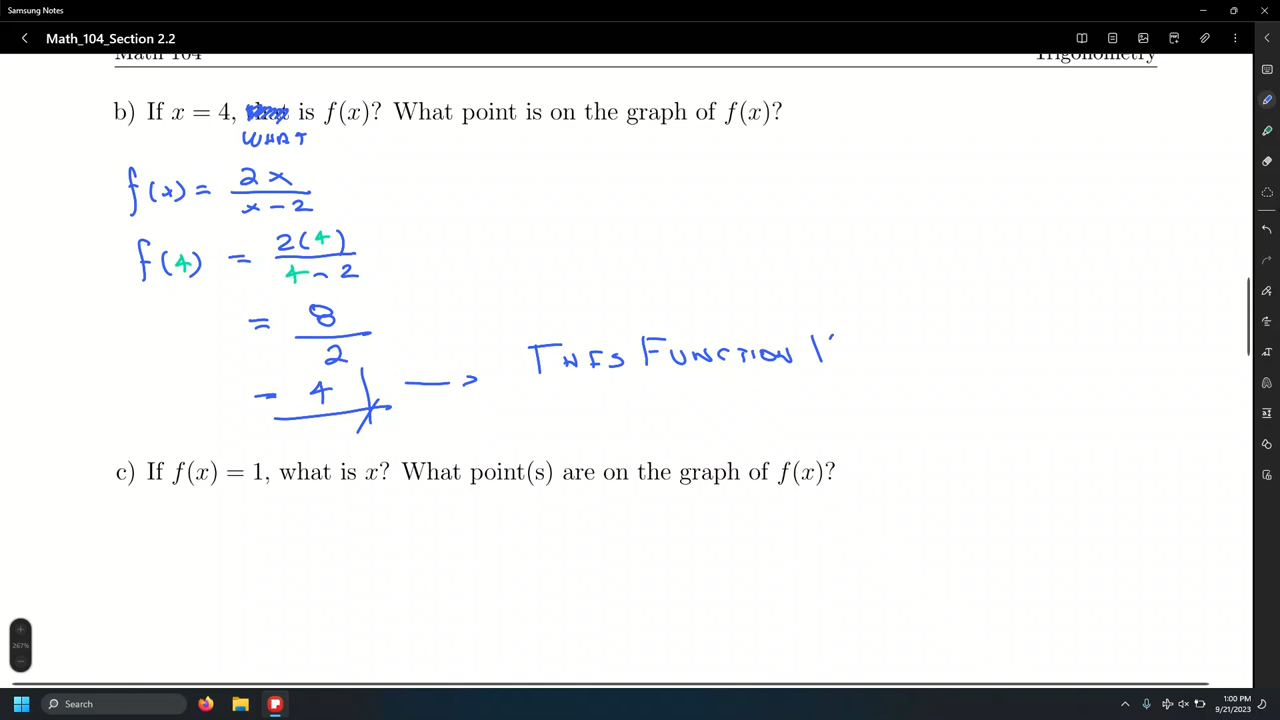 Samsung Notes
Math_104_Section 2.2
Math 104 Trigonometry
b) If x = 4, is f(x)? What point is on the graph of f(x)?
WHAT
f(x) = 2x / x - 2
f(4) = 2(4) / 4 - 2
= 8 / 2
= 4 → THIS FUNCTION
c) If f(x) = 1, what is x? What point(s) are on the graph of f(x)?
267%
Search
1:00 PM
9/21/2023